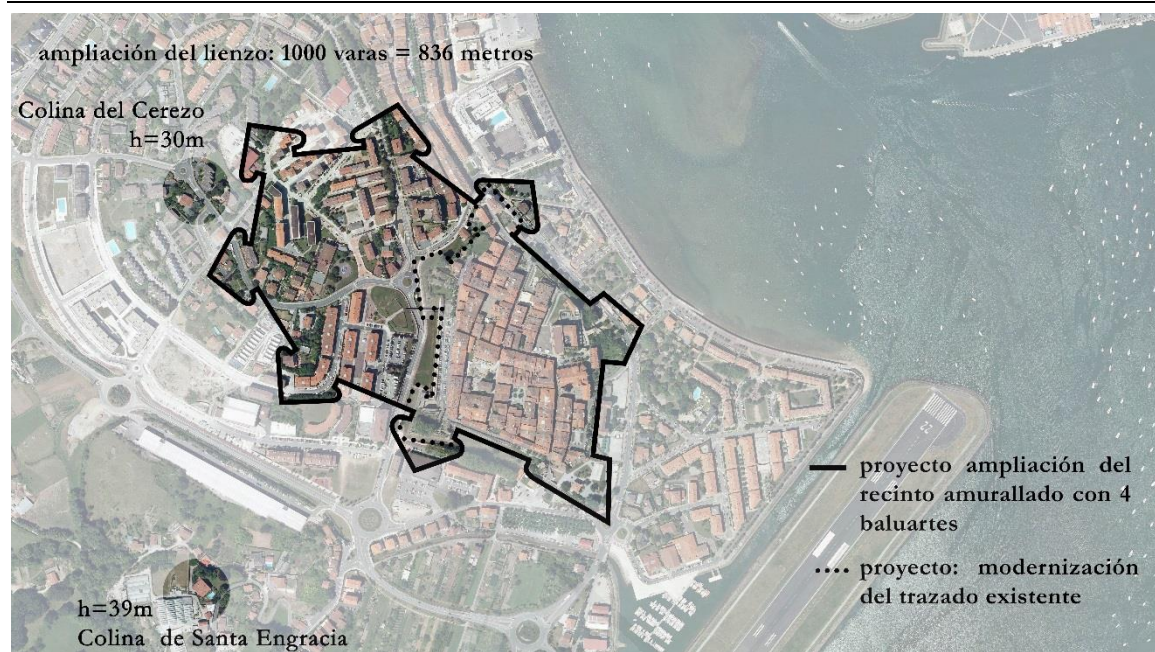 ampliación del lienzo: 1000 varas = 836 metros
Colina del Cerezo
h=30m
22
proyecto ampliación del
recinto amurallado con 4
baluartes
proyecto: modernización
del trazado existente
h=39m
Colina de Santa Engracia